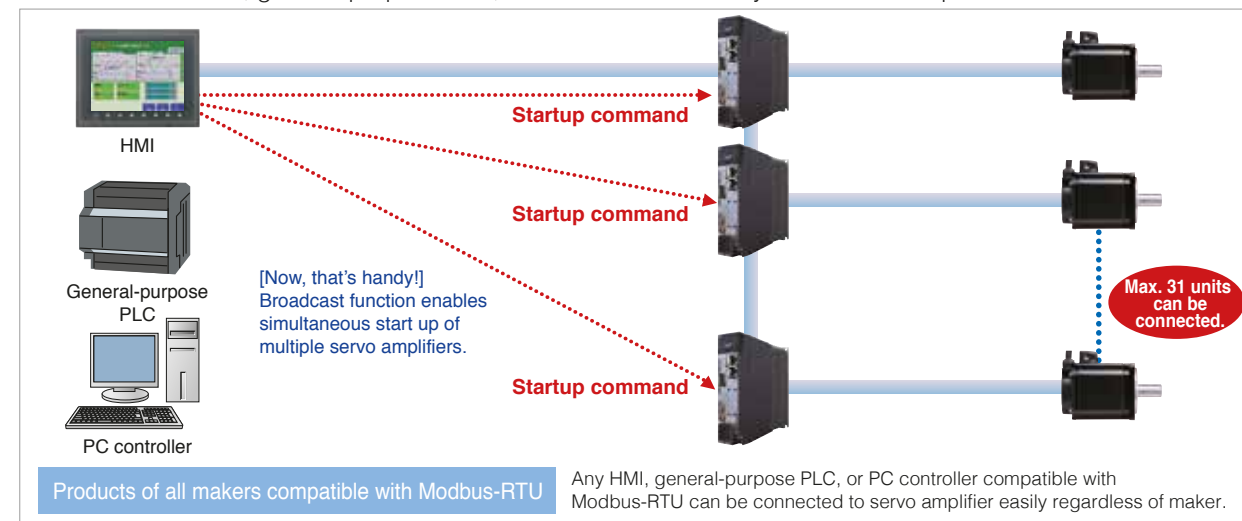 HMI
Startup command
Startup command
General-purpose
PLC
[Now, that's handy!]
Broadcast function enables
simultaneous start up of
multiple servo amplifiers.
Max. 31 units
can be
connected.
Startup command
PC controller
Products of all makers compatible with Modbus-RTU
Any HMI, general-purpose PLC, or PC controller compatible with
Modbus-RTU can be connected to servo amplifier easily regardless of maker.